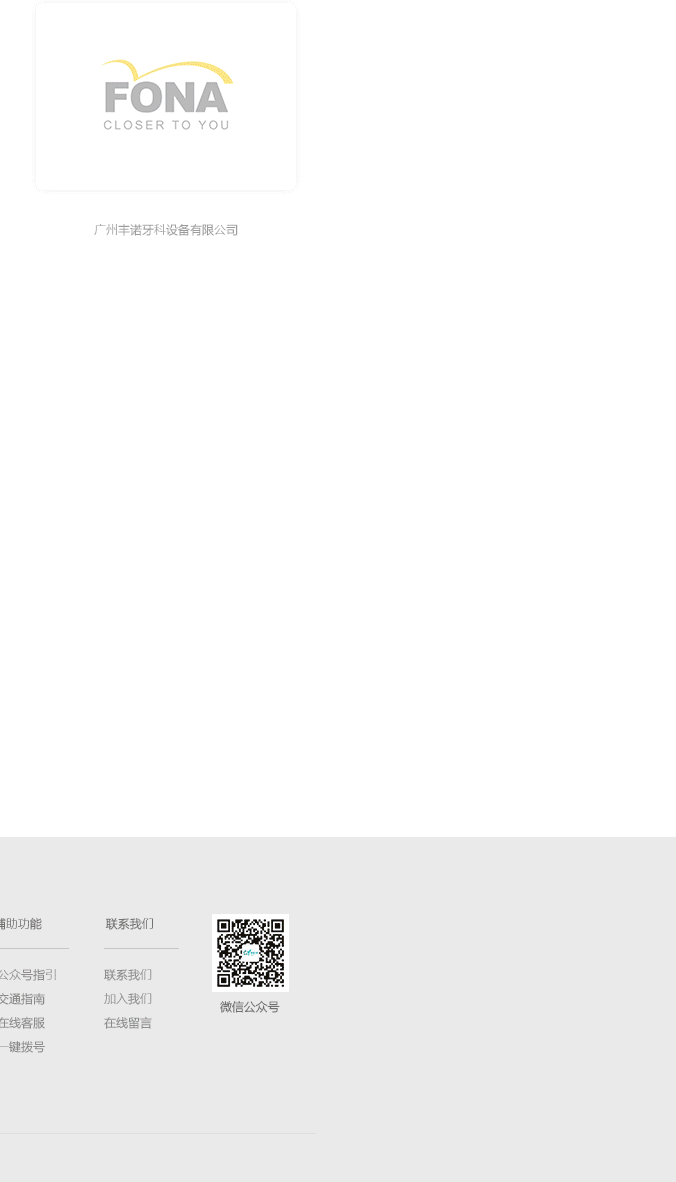 FONA
CLOSER TO YOU
广州丰诺牙科设备有限公司
辅助功能
公众号指引
交通指南
在线客服
一键拨号
联系我们
联系我们
加入我们
在线留言
微信公众号